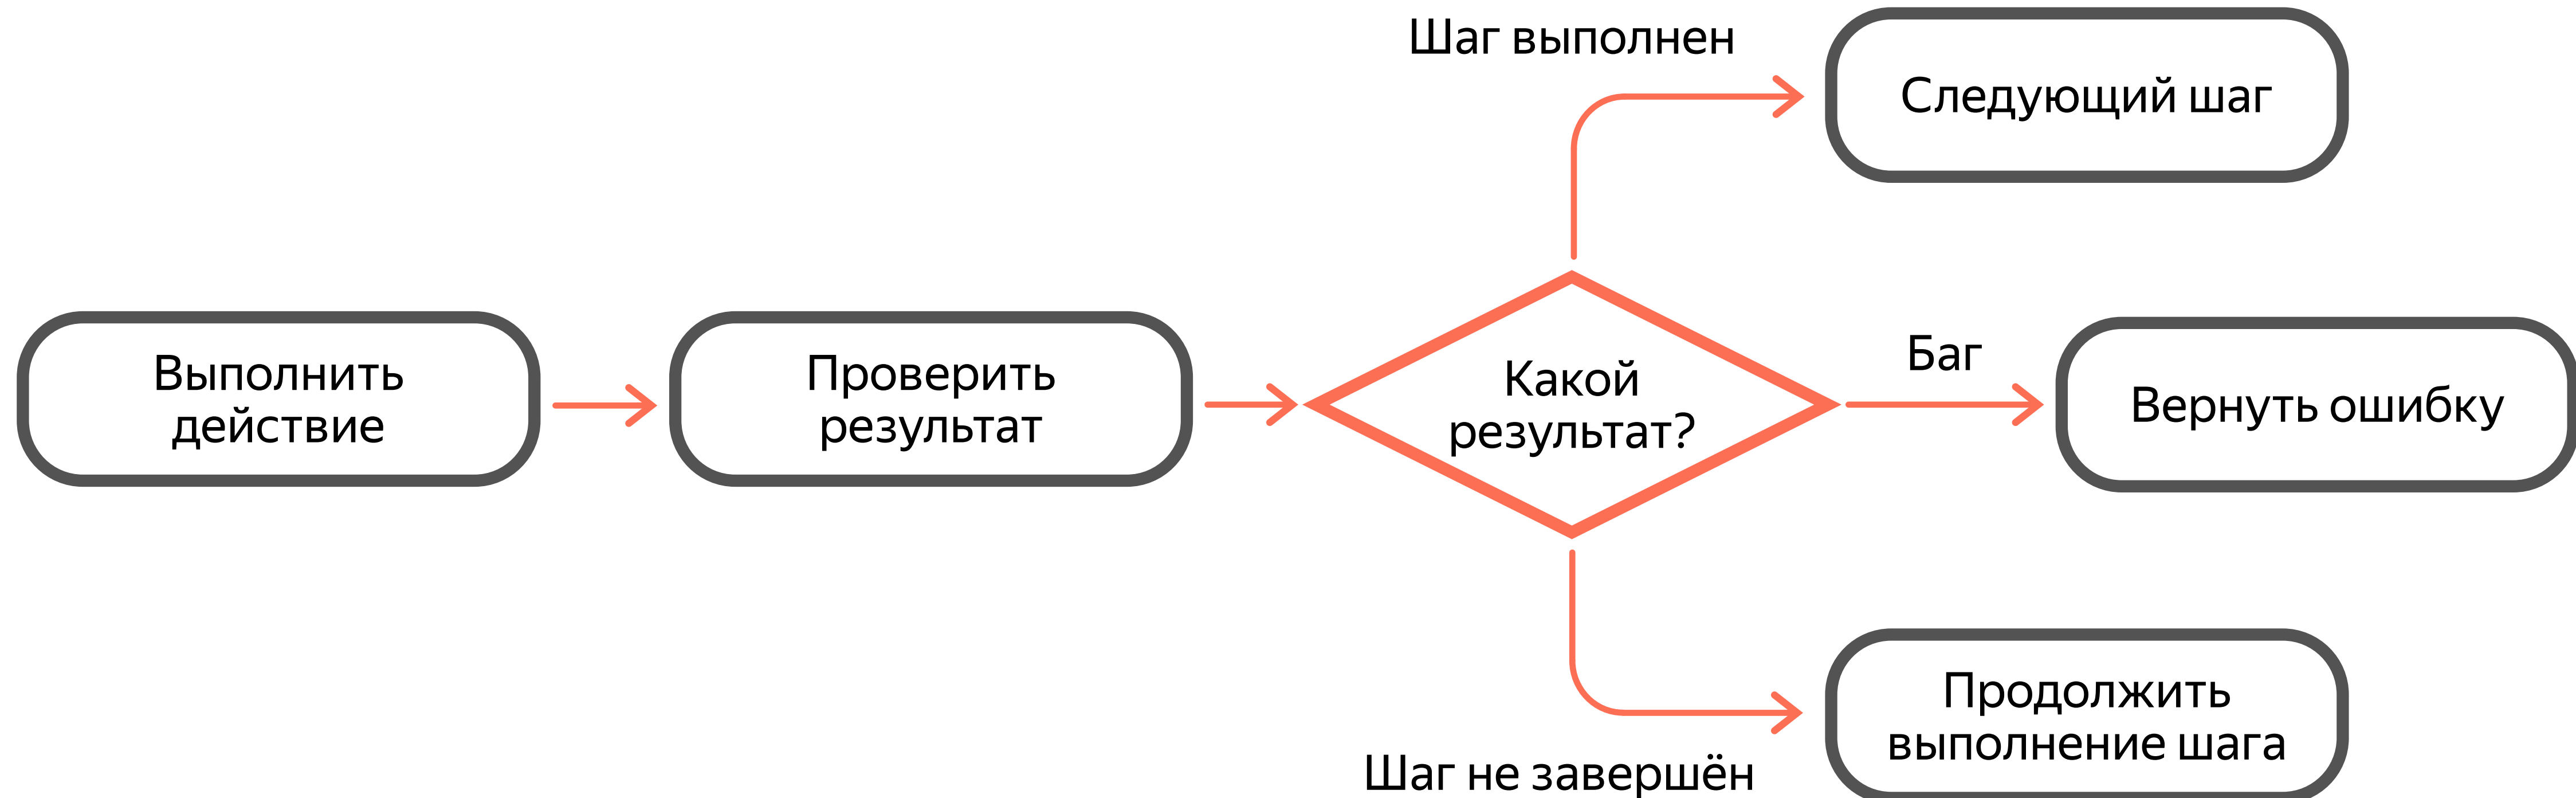 Шаг выполнен
Следующий шаг
Выполнить
действие
Проверить
результат
Какой
результат?
Баг
Вернуть ошибку
Продолжить
выполнение шага
Шаг не завершён